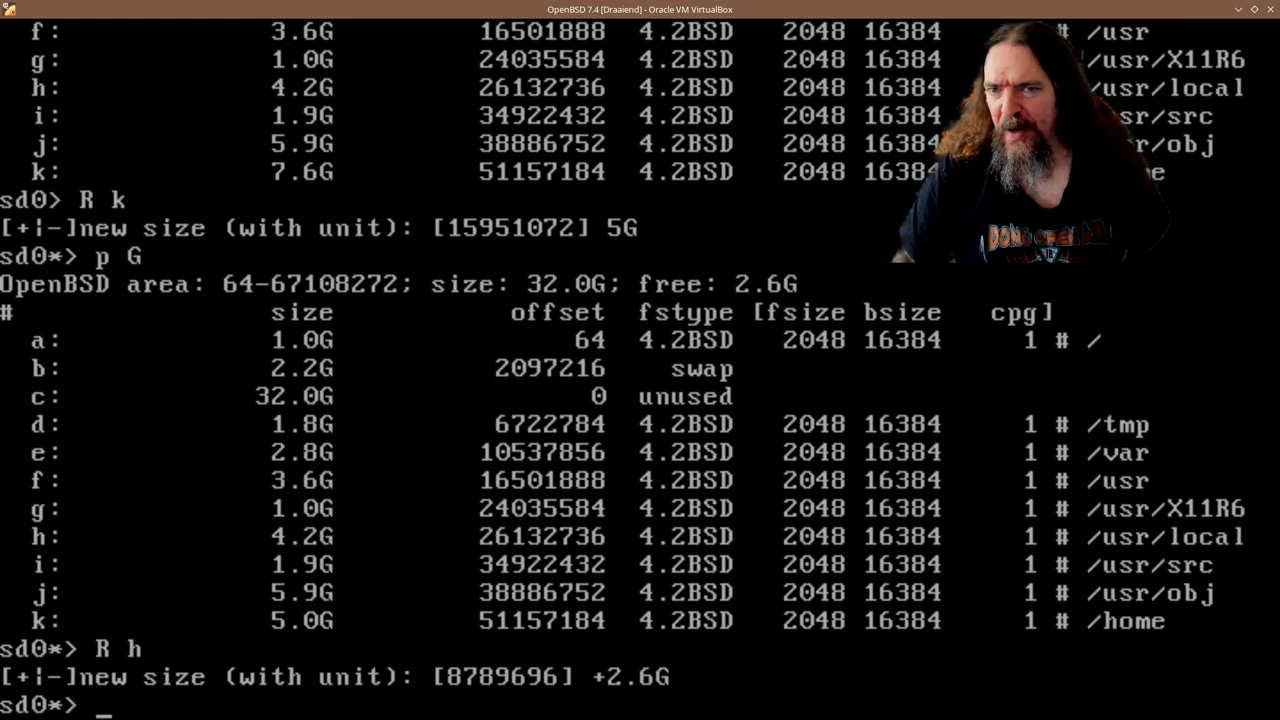 OpenBSD 7.4 [Draaiend] - Oracle VM VirtualBox
f: 3.6G 16501888 4.2BSD 2048 16384 # /usr
g: 1.0G 24035584 4.2BSD 2048 16384 /usr/X11R6
h: 4.2G 26132736 4.2BSD 2048 16384 /usr/local
i: 1.9G 34922432 4.2BSD 2048 16384 sr/src
j: 5.9G 38886752 4.2BSD 2048 16384 r/obj
k: 7.6G 51157184 4.2BSD 2048 16384 e
sd0> R k
[+|-]new size (with unit): [15951072] 5G
sd0*> p G
OpenBSD area: 64-67108272; size: 32.0G; free: 2.6G
# size offset fstype [fsize bsize cpg]
a: 1.0G 64 4.2BSD 2048 16384 1 # /
b: 2.2G 2097216 swap
c: 32.0G 0 unused
d: 1.8G 6722784 4.2BSD 2048 16384 1 # /tmp
e: 2.8G 10537856 4.2BSD 2048 16384 1 # /var
f: 3.6G 16501888 4.2BSD 2048 16384 1 # /usr
g: 1.0G 24035584 4.2BSD 2048 16384 1 # /usr/X11R6
h: 4.2G 26132736 4.2BSD 2048 16384 1 # /usr/local
i: 1.9G 34922432 4.2BSD 2048 16384 1 # /usr/src
j: 5.9G 38886752 4.2BSD 2048 16384 1 # /usr/obj
k: 5.0G 51157184 4.2BSD 2048 16384 1 # /home
sd0*> R h
[+|-]new size (with unit): [8789696] +2.6G
sd0*> _